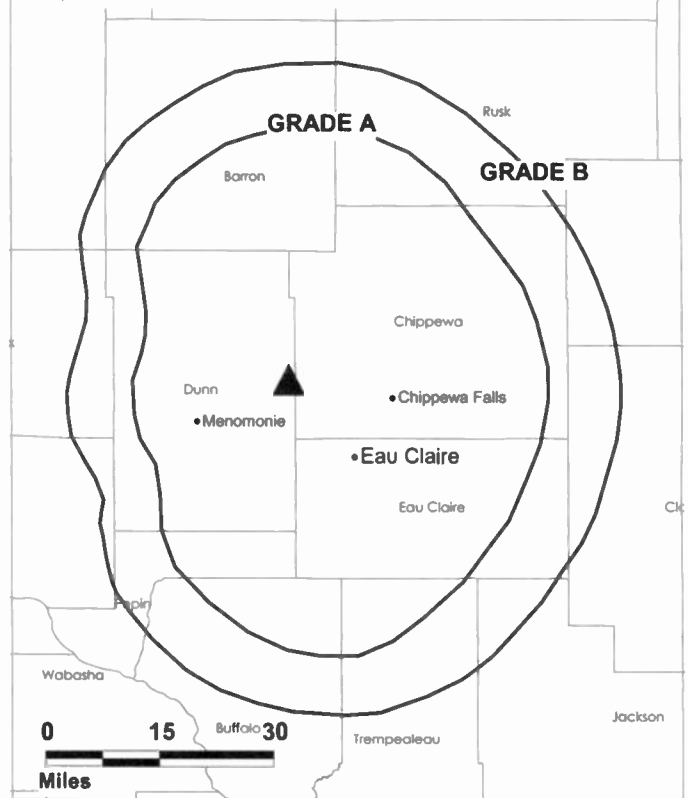 Rusk
GRADE A
GRADE B
Barron
Chippewa
Dunn
Chippewa Falls
Menomonie
Eau Claire
Eau Claire
Pepin
Wabasha
Jackson
Buffalo
Trempealeau
0 15 30
Miles